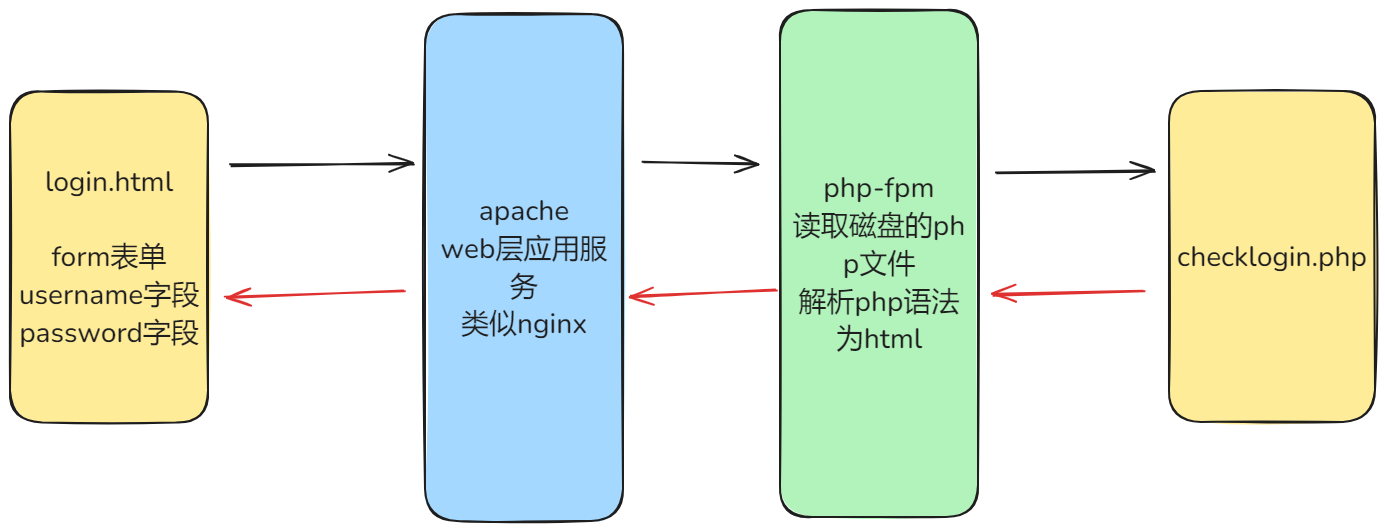 login.html
form表单
username字段
password字段
apache
web层应用服
务
类似nginx
php-fpm
读取磁盘的ph
p文件
解析php语法
为html
checklogin.php